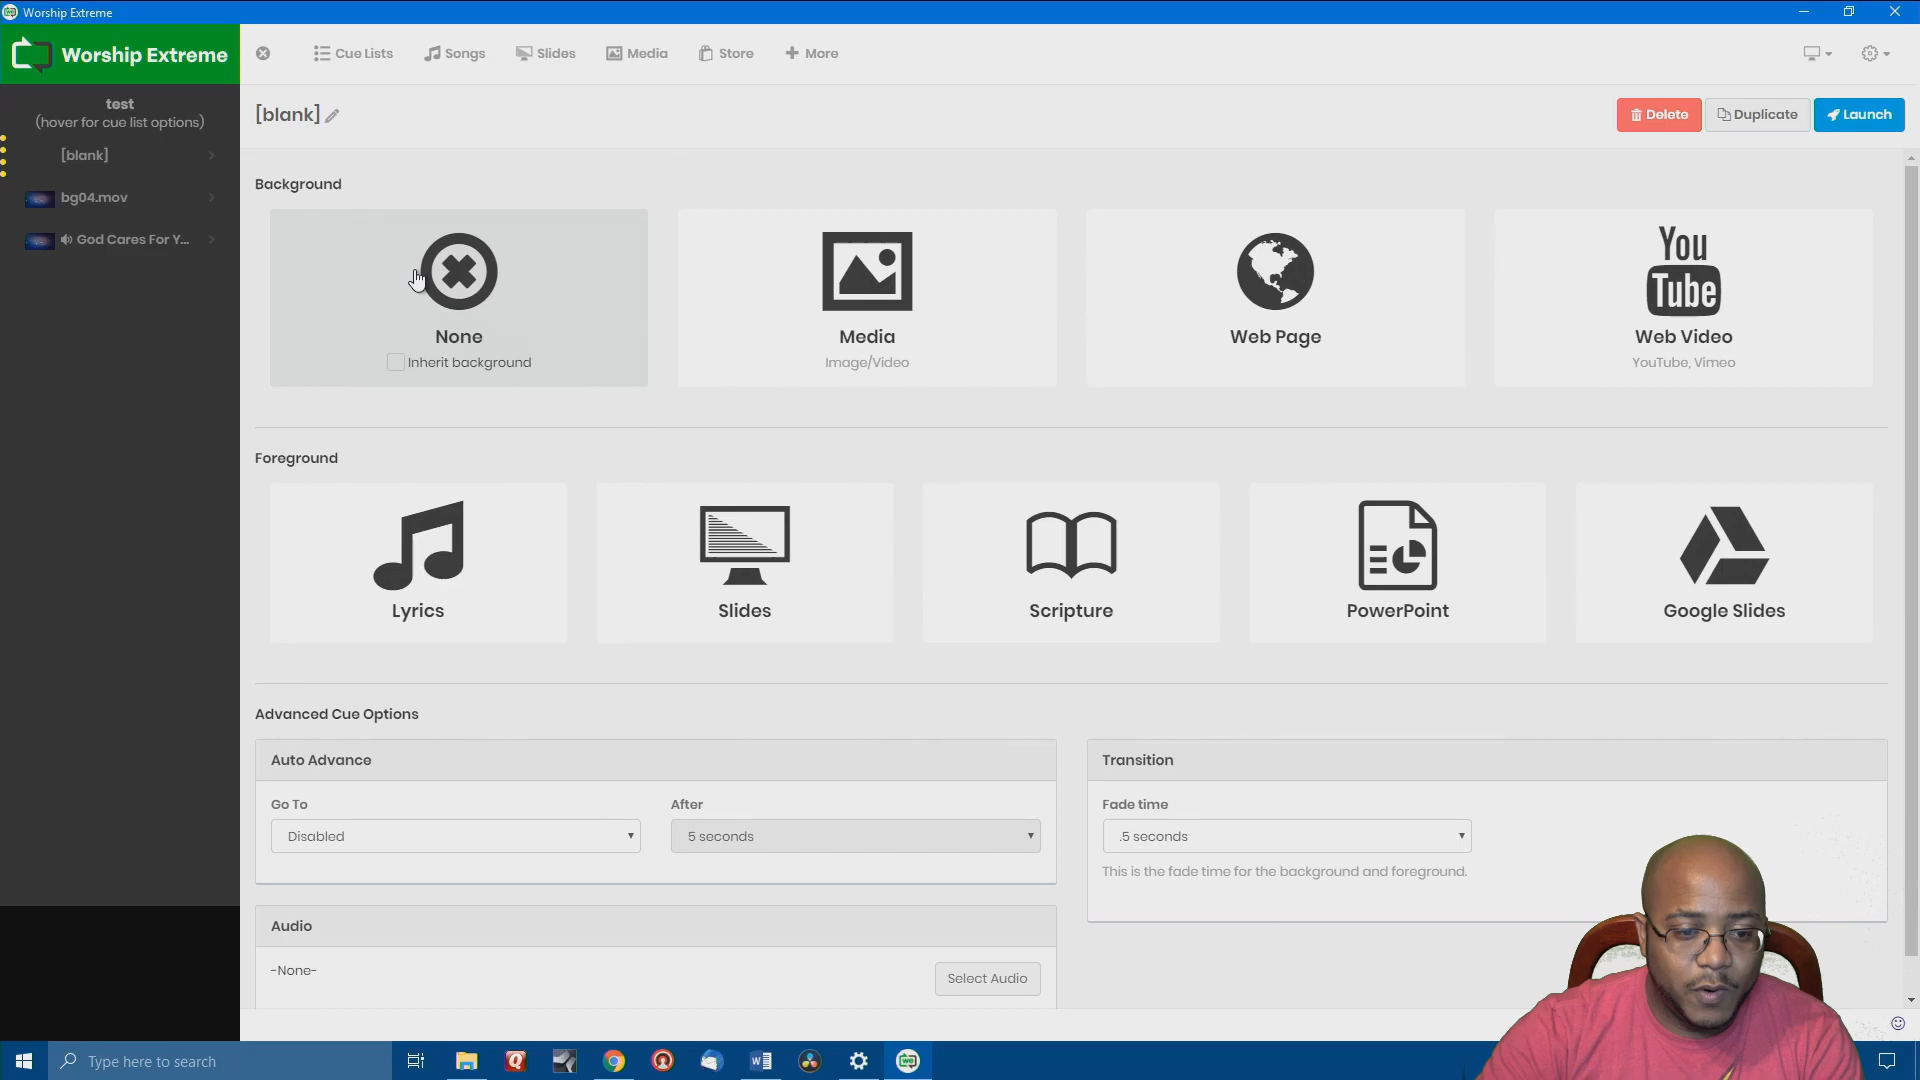 Worship Extreme
Worship Extreme
Cue Lists
Songs
Slides
Media
Store
More
test
(hover for cue list options)
[blank]
bg04.mov
God Cares For Y...
[blank]
Delete
Duplicate
Launch
Background
None
Inherit background
Media
Image/Video
Web Page
You
Tube
Web Video
YouTube, Vimeo
Foreground
Lyrics
Slides
Scripture
PowerPoint
Google Slides
Advanced Cue Options
Auto Advance
Go To
Disabled
After
5 seconds
Transition
Fade time
.5 seconds
This is the fade time for the background and foreground.
Audio
-None-
Select Audio
Type here to search